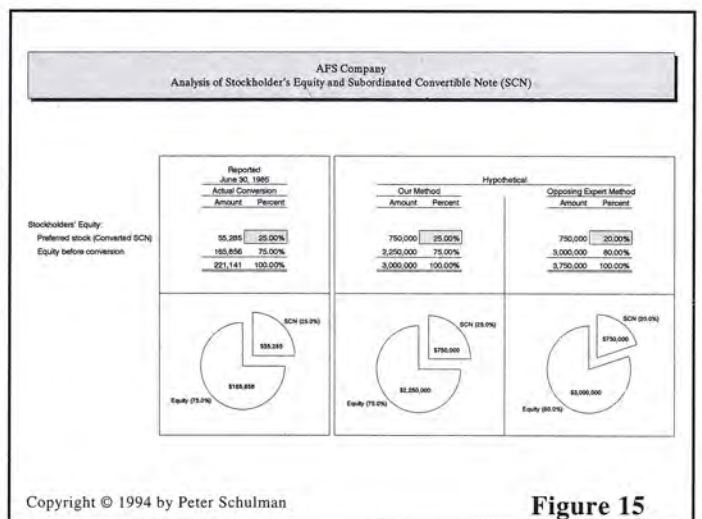 AFS Company
Analysis of Stockholder's Equity and Subordinated Convertible Note (SCN)
Reported
June 30, 1985
Actual Conversion
Amount Percent
Hypothetical
Our Method
Amount Percent
Opposing Expert Method
Amount Percent
Stockholders' Equity:
Preferred stock (Converted SCN) 55,285 25.00% 750,000 25.00% 750,000 20.00%
Equity before conversion 165,856 75.00% 2,250,000 75.00% 3,000,000 80.00%
221,141 100.00% 3,000,000 100.00% 3,750,000 100.00%
SCN (25.0%)
$55,285
$165,856
Equity (75.0%)
SCN (25.0%)
$750,000
$2,250,000
Equity (75.0%)
SCN (20.0%)
$750,000
$3,000,000
Equity (80.0%)
Copyright © 1994 by Peter Schulman
Figure 15